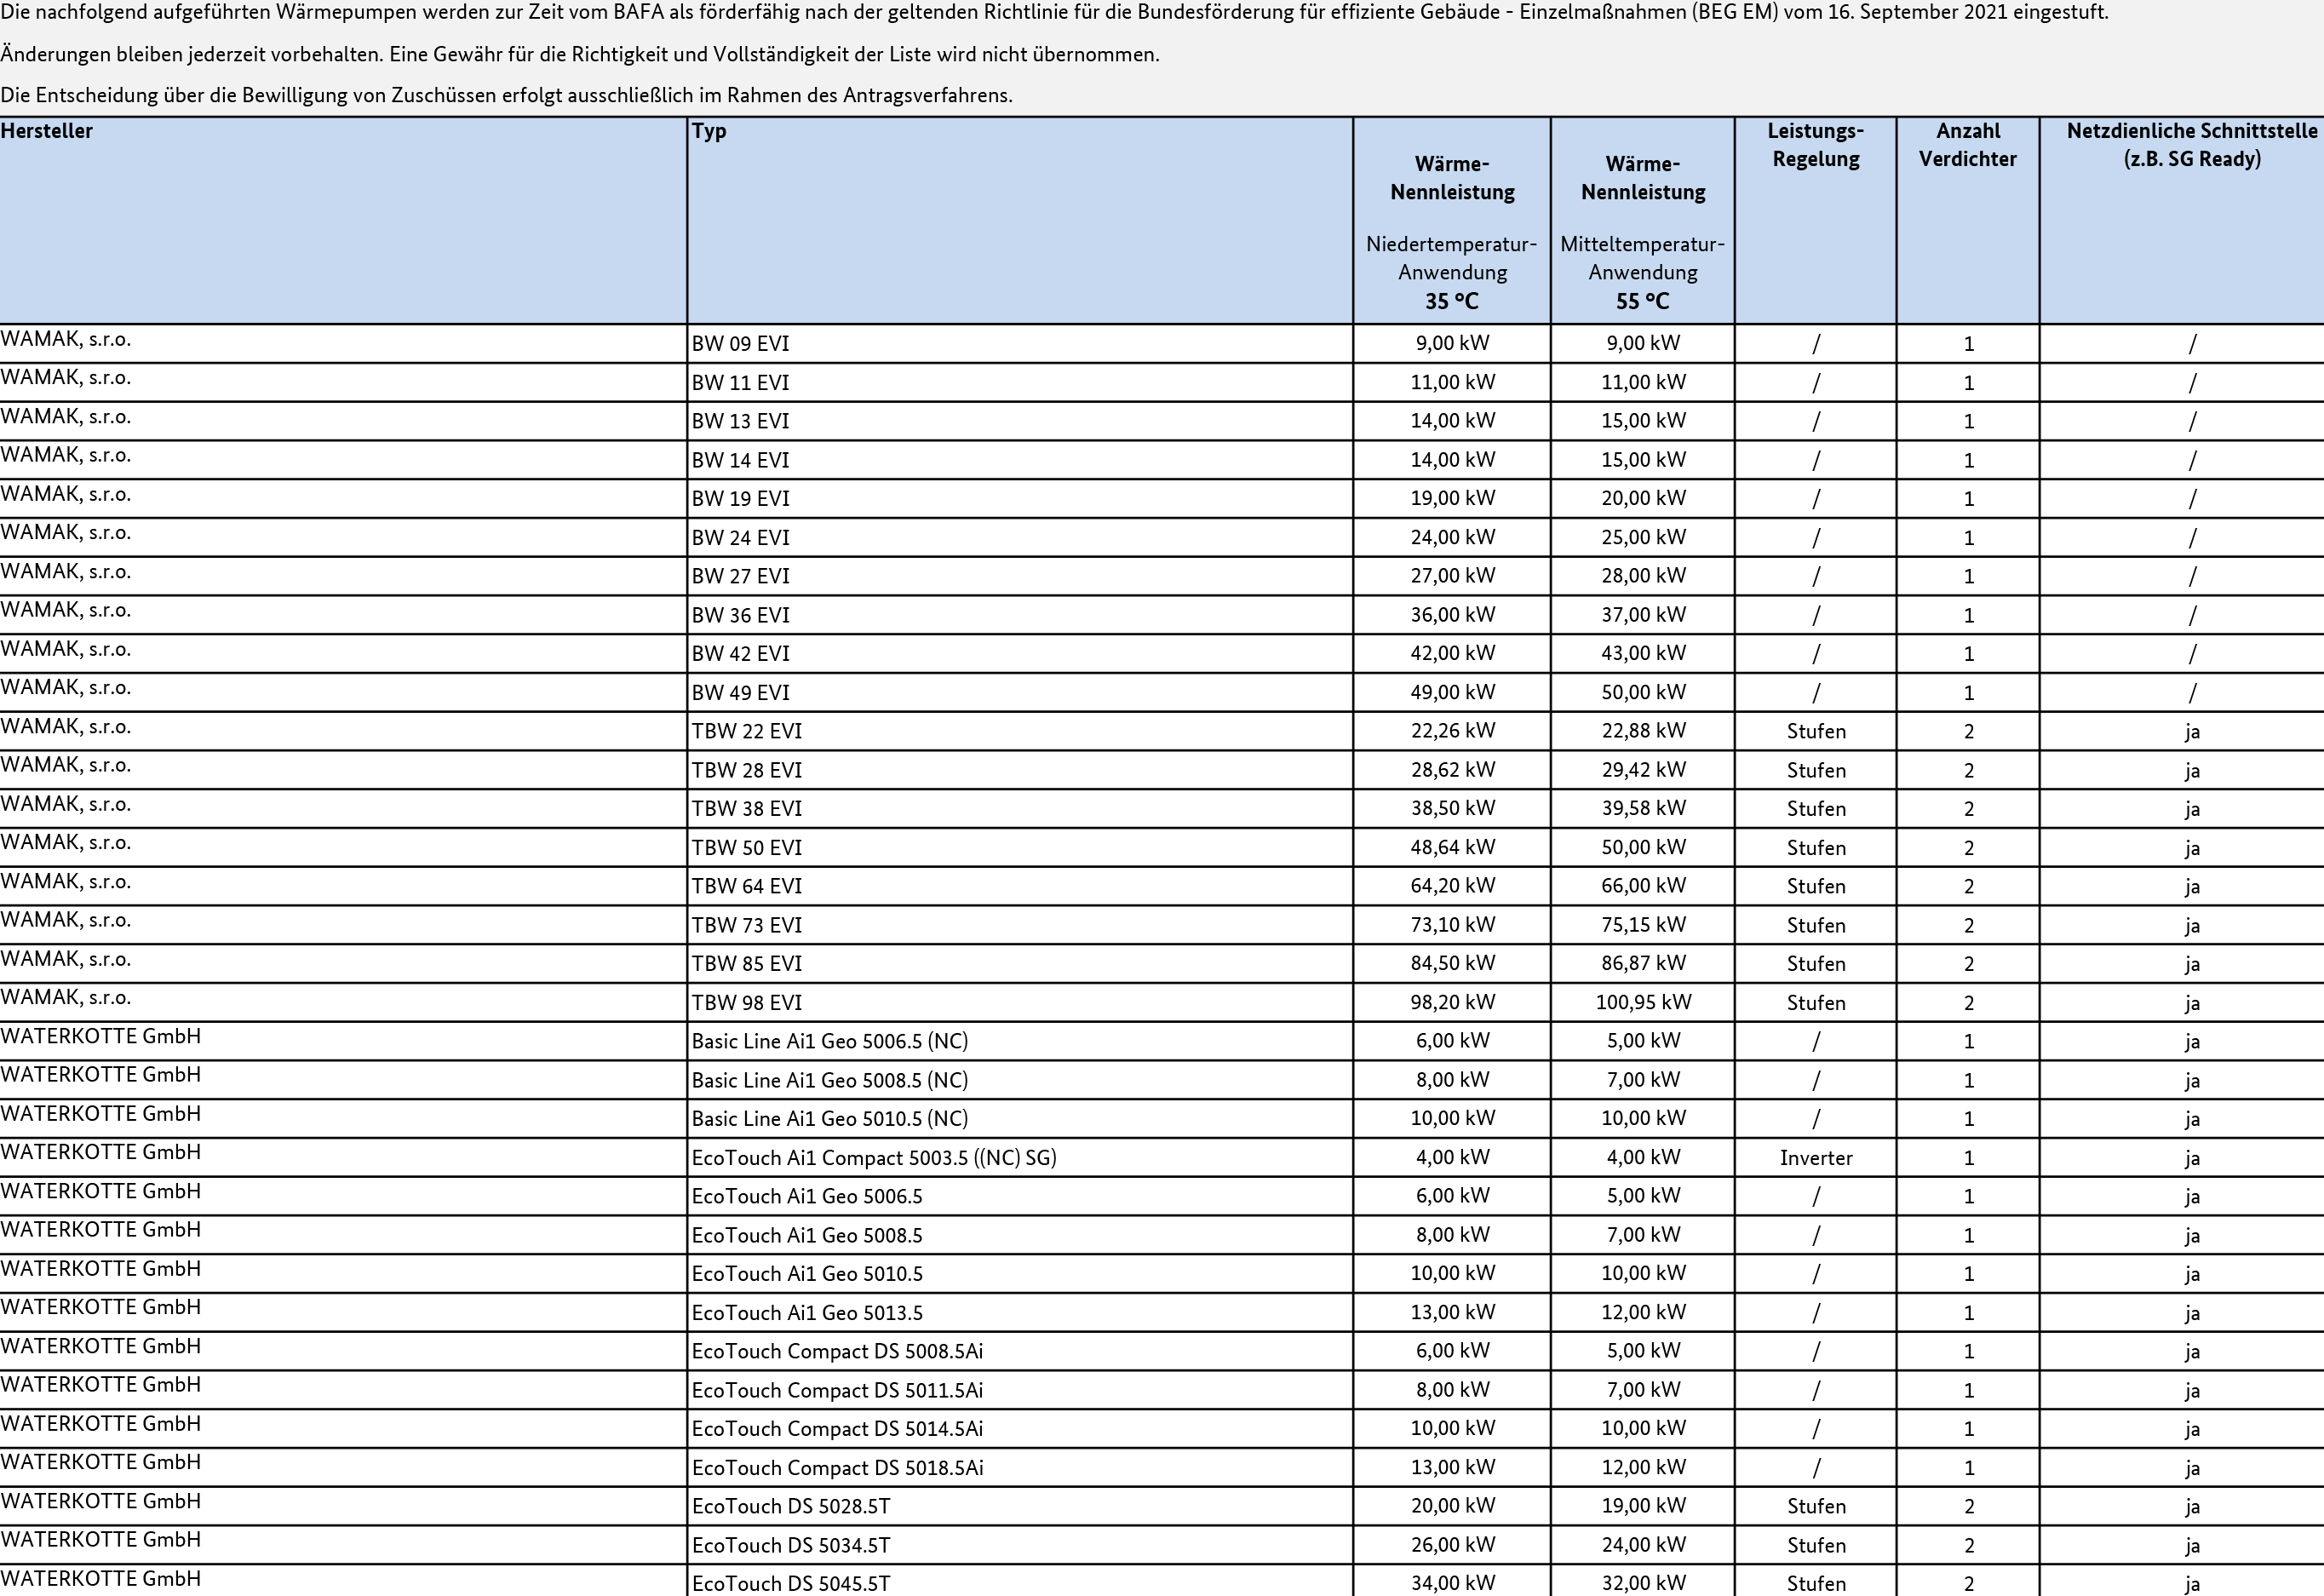 Die nachfolgend aufgeführten Wärmepumpen werden zur Zeit vom BAFA als förderfähig nach der geltenden Richtlinie für die Bundesförderung für effiziente Gebäude - Einzelmaßnahmen (BEG EM) vom 16. September 2021 eingestuft.
Änderungen bleiben jederzeit vorbehalten. Eine Gewähr für die Richtigkeit und Vollständigkeit der Liste wird nicht übernommen.
Die Entscheidung über die Bewilligung von Zuschüssen erfolgt ausschließlich im Rahmen des Antragsverfahrens.
Hersteller Typ Wärme-Nennleistung Niedertemperatur-Anwendung 35 °C Wärme-Nennleistung Mitteltemperatur-Anwendung 55 °C Leistungs-Regelung Anzahl Verdichter Netzdienliche Schnittstelle (z.B. SG Ready)
WAMAK, s.r.o. BW 09 EVI 9,00 kW 9,00 kW / 1 /
WAMAK, s.r.o. BW 11 EVI 11,00 kW 11,00 kW / 1 /
WAMAK, s.r.o. BW 13 EVI 14,00 kW 15,00 kW / 1 /
WAMAK, s.r.o. BW 14 EVI 14,00 kW 15,00 kW / 1 /
WAMAK, s.r.o. BW 19 EVI 19,00 kW 20,00 kW / 1 /
WAMAK, s.r.o. BW 24 EVI 24,00 kW 25,00 kW / 1 /
WAMAK, s.r.o. BW 27 EVI 27,00 kW 28,00 kW / 1 /
WAMAK, s.r.o. BW 36 EVI 36,00 kW 37,00 kW / 1 /
WAMAK, s.r.o. BW 42 EVI 42,00 kW 43,00 kW / 1 /
WAMAK, s.r.o. BW 49 EVI 49,00 kW 50,00 kW / 1 /
WAMAK, s.r.o. TBW 22 EVI 22,26 kW 22,88 kW Stufen 2 ja
WAMAK, s.r.o. TBW 28 EVI 28,62 kW 29,42 kW Stufen 2 ja
WAMAK, s.r.o. TBW 38 EVI 38,50 kW 39,58 kW Stufen 2 ja
WAMAK, s.r.o. TBW 50 EVI 48,64 kW 50,00 kW Stufen 2 ja
WAMAK, s.r.o. TBW 64 EVI 64,20 kW 66,00 kW Stufen 2 ja
WAMAK, s.r.o. TBW 73 EVI 73,10 kW 75,15 kW Stufen 2 ja
WAMAK, s.r.o. TBW 85 EVI 84,50 kW 86,87 kW Stufen 2 ja
WAMAK, s.r.o. TBW 98 EVI 98,20 kW 100,95 kW Stufen 2 ja
WATERKOTTE GmbH Basic Line Ai1 Geo 5006.5 (NC) 6,00 kW 5,00 kW / 1 ja
WATERKOTTE GmbH Basic Line Ai1 Geo 5008.5 (NC) 8,00 kW 7,00 kW / 1 ja
WATERKOTTE GmbH Basic Line Ai1 Geo 5010.5 (NC) 10,00 kW 10,00 kW / 1 ja
WATERKOTTE GmbH EcoTouch Ai1 Compact 5003.5 ((NC) SG) 4,00 kW 4,00 kW Inverter 1 ja
WATERKOTTE GmbH EcoTouch Ai1 Geo 5006.5 6,00 kW 5,00 kW / 1 ja
WATERKOTTE GmbH EcoTouch Ai1 Geo 5008.5 8,00 kW 7,00 kW / 1 ja
WATERKOTTE GmbH EcoTouch Ai1 Geo 5010.5 10,00 kW 10,00 kW / 1 ja
WATERKOTTE GmbH EcoTouch Ai1 Geo 5013.5 13,00 kW 12,00 kW / 1 ja
WATERKOTTE GmbH EcoTouch Compact DS 5008.5Ai 6,00 kW 5,00 kW / 1 ja
WATERKOTTE GmbH EcoTouch Compact DS 5011.5Ai 8,00 kW 7,00 kW / 1 ja
WATERKOTTE GmbH EcoTouch Compact DS 5014.5Ai 10,00 kW 10,00 kW / 1 ja
WATERKOTTE GmbH EcoTouch Compact DS 5018.5Ai 13,00 kW 12,00 kW / 1 ja
WATERKOTTE GmbH EcoTouch DS 5028.5T 20,00 kW 19,00 kW Stufen 2 ja
WATERKOTTE GmbH EcoTouch DS 5034.5T 26,00 kW 24,00 kW Stufen 2 ja
WATERKOTTE GmbH EcoTouch DS 5045.5T 34,00 kW 32,00 kW Stufen 2 ja